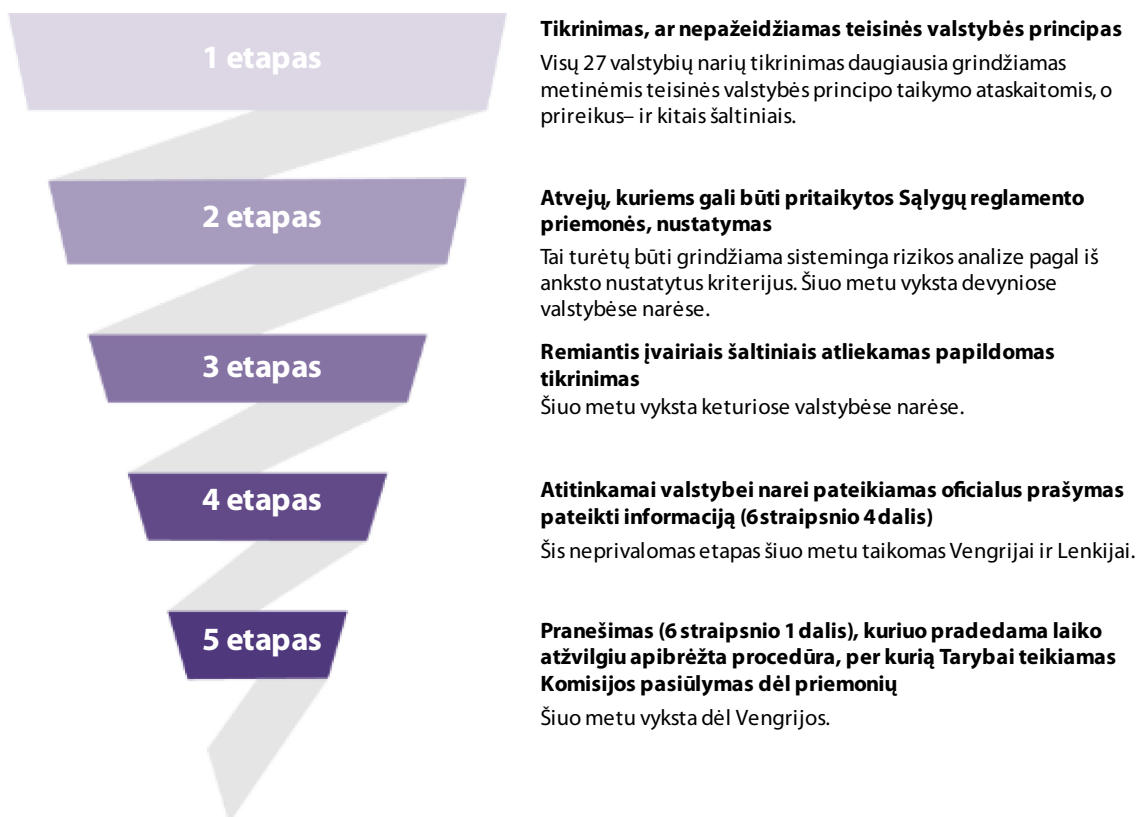 1 etapas
Tikrinimas, ar nepažeidžiamas teisinės valstybės principas
Visų 27 valstybių narių tikrinimas daugiausia grindžiamas
metinėmis teisinės valstybės principo taikymo ataskaitomis, o
prireikus– ir kitais šaltiniais.
2 etapas
Atvejų, kuriems gali būti pritaikytos Sąlygų reglamento
priemonės, nustatymas
Tai turėtų būti grindžiama sisteminga rizikos analize pagal iš
anksto nustatytus kriterijus. Šiuo metu vyksta devyniose
valstybėse narėse.
3 etapas
Remiantis įvairiais šaltiniais atliekamas papildomas
tikrinimas
Šiuo metu vyksta keturiose valstybėse narėse.
4 etapas
Atitinkamai valstybei narei pateikiamas oficialus prašymas
pateikti informaciją (6 straipsnio 4 dalis)
Šis neprivalomas etapas šiuo metu taikomas Vengrijai ir Lenkijai.
5 etapas
Pranešimas (6 straipsnio 1 dalis), kuriuo pradedama laiko
atžvilgiu apibrėžta procedūra, per kurią Tarybai teikiamas
Komisijos pasiūlymas dėl priemonių
Šiuo metu vyksta dėl Vengrijos.